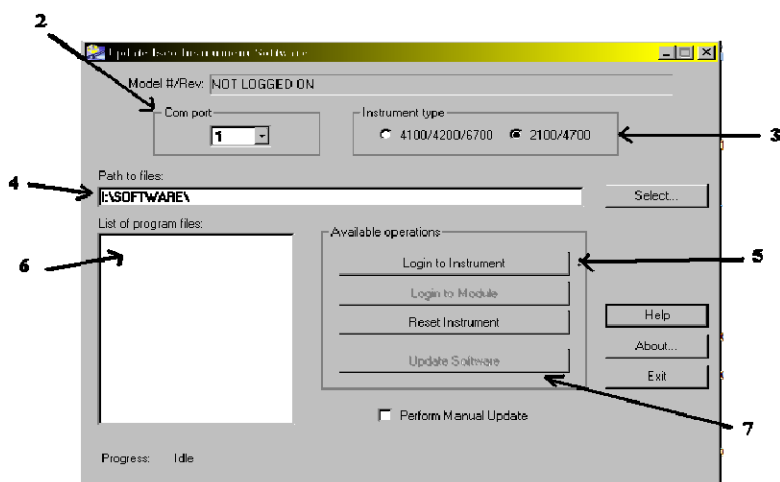 2
Update Isco Instrument Software
Model #/Rev: NOT LOGGED ON
Com port
1
Instrument type
4100/4200/6700
2100/4700
3
4
Path to files:
I:\SOFTWARE\
Select...
List of program files:
6
Available operations
Login to Instrument
5
Login to Module
Reset Instrument
Update Software
Help
About...
Exit
7
Perform Manual Update
Progress: Idle